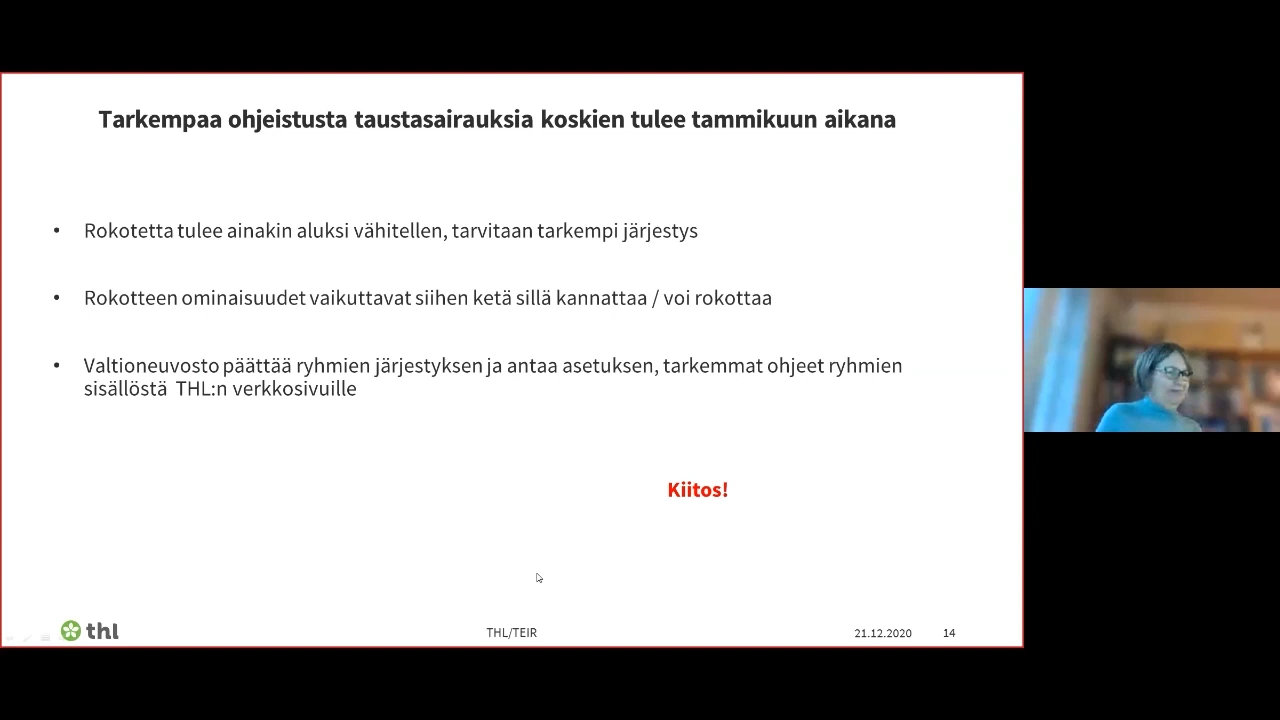 Tarkempaa ohjeistusta taustasairauksia koskien tulee tammikuun aikana
• Rokotetta tulee ainakin aluksi vähitellen, tarvitaan tarkempi järjestys
• Rokotteen ominaisuudet vaikuttavat siihen ketä sillä kannattaa / voi rokottaa
• Valtioneuvosto päättää ryhmien järjestyksen ja antaa asetuksen, tarkemmat ohjeet ryhmien
sisällöstä THL:n verkkosivuille
Kiitos!
thl
THL/TEIR
21.12.2020
14